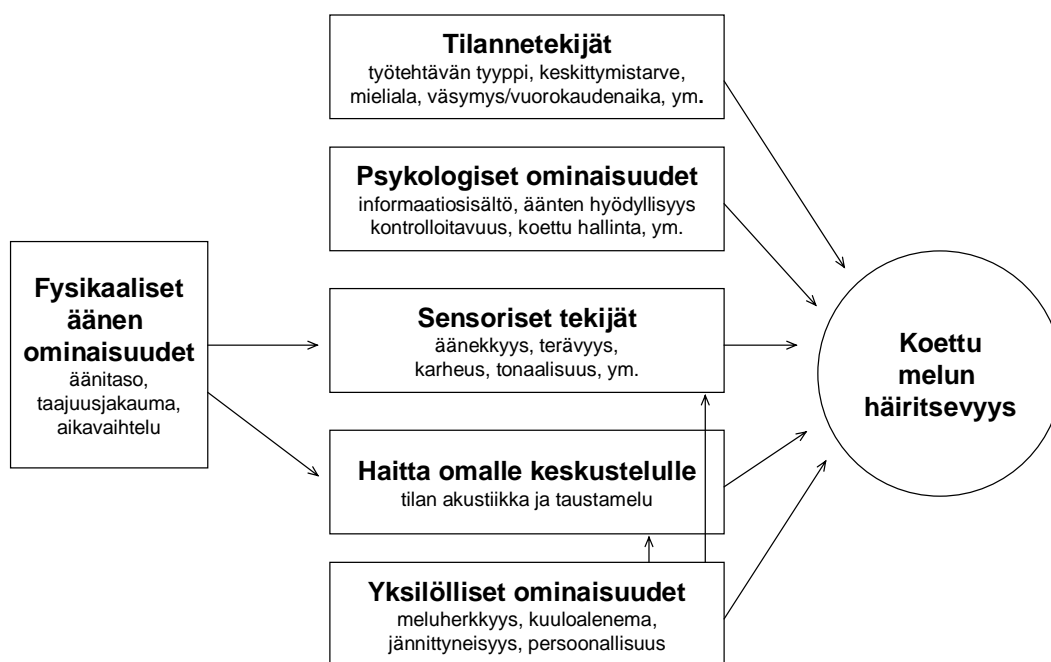 Tilannetekijät
työtehtävän tyyppi, keskittymistarve,
mieliala, väsymys/vuorokaudenaika, ym.
Psykologiset ominaisuudet
informaatiosisältö, äänten hyödyllisyys
kontrolloitavuus, koettu hallinta, ym.
Fysikaaliset
äänen
ominaisuudet
äänitaso,
taajuusjakauma,
aikavaihtelu
Sensoriset tekijät
äänekkyys, terävyys,
karheus, tonaalisuus, ym.
Haitta omalle keskustelulle
tilan akustiikka ja taustamelu
Yksilölliset ominaisuudet
meluherkkyys, kuuloalenema,
jännittyneisyys, persoonallisuus
Koettu
melun
häiritsevyys